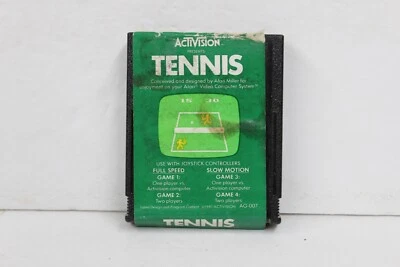 ACTIVISION
PRESENTS
TENNIS
Conceived and designed by Alan Miller for
enjoyment on your Atari® Video Computer System™
USE WITH JOYSTICK CONTROLLERS
FULL SPEED SLOW MOTION
GAME 1: GAME 3:
One player vs. One player vs.
Activision computer Activision computer
GAME 2: GAME 4:
Two players Two players
AG-007
TENNIS